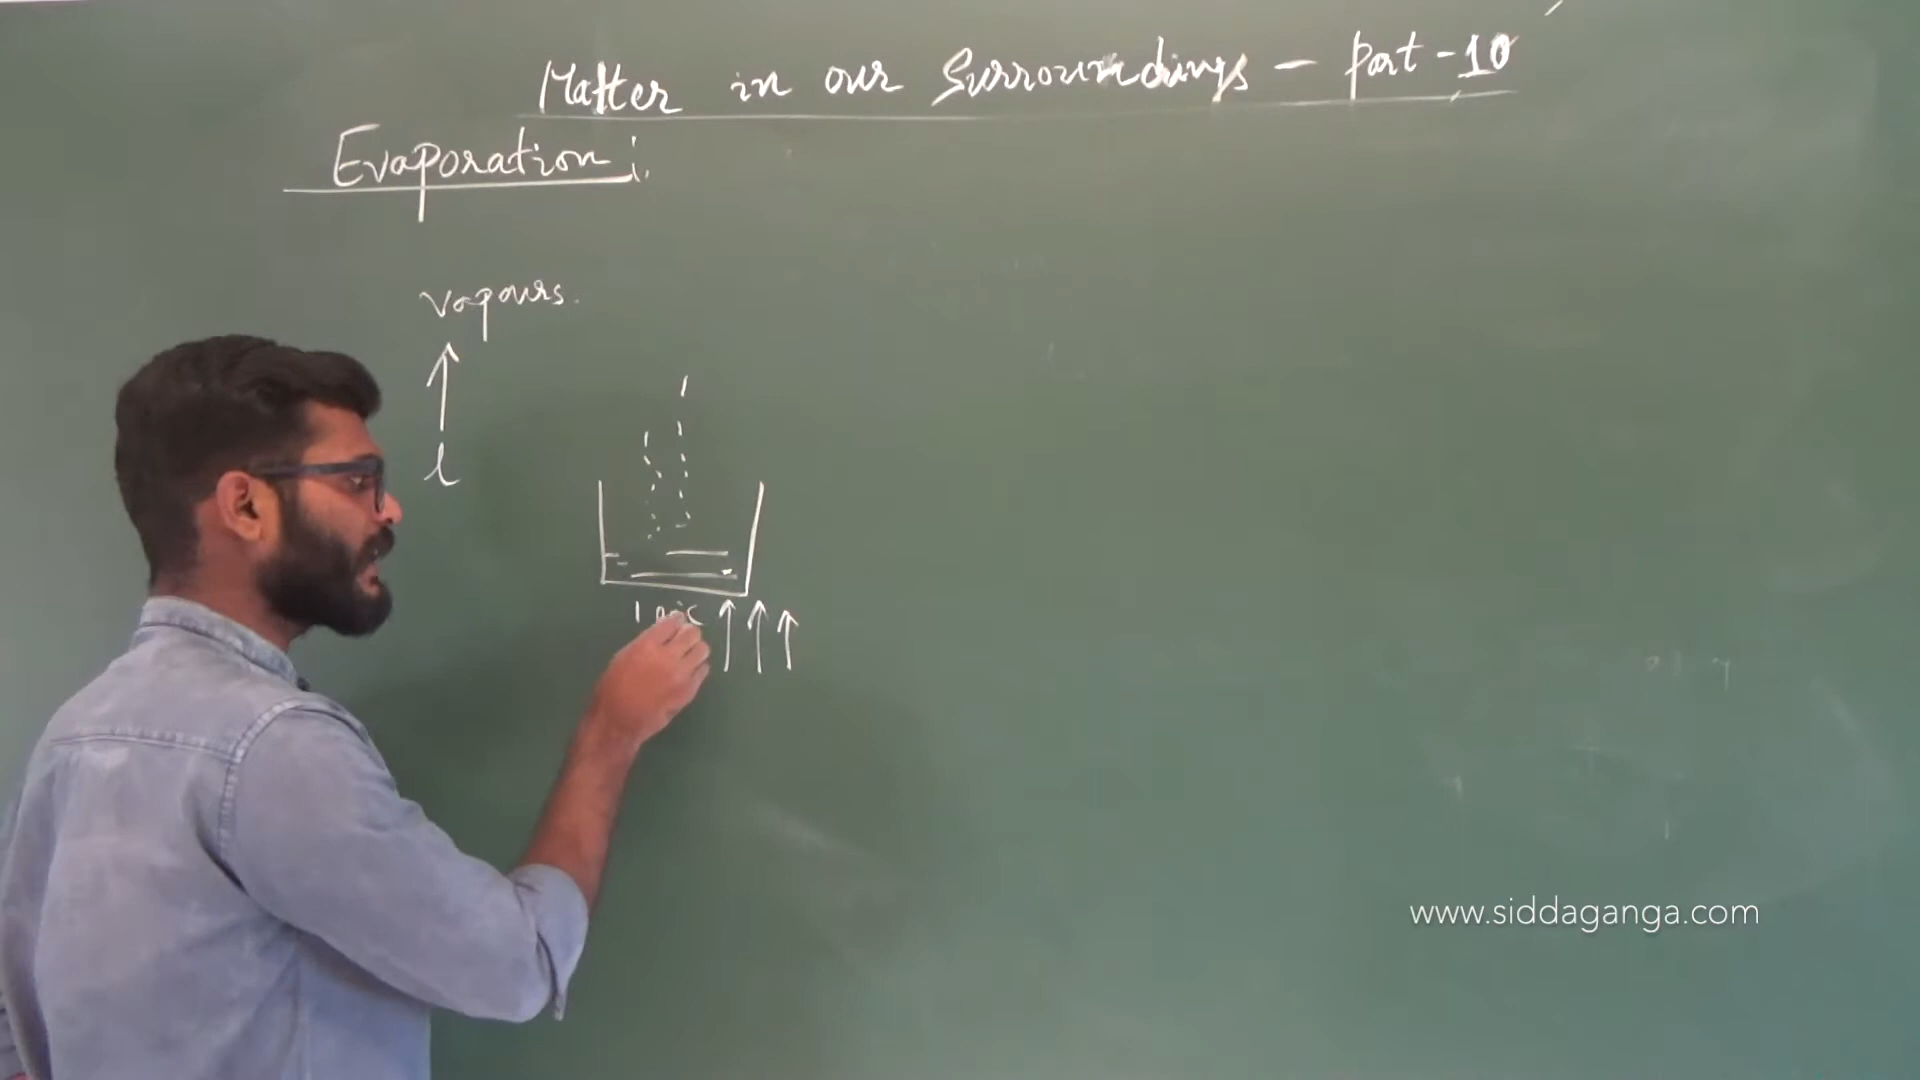 Matter in our Surroundings - Part-10
Evaporation :
vapours.
l
www.siddaganga.com